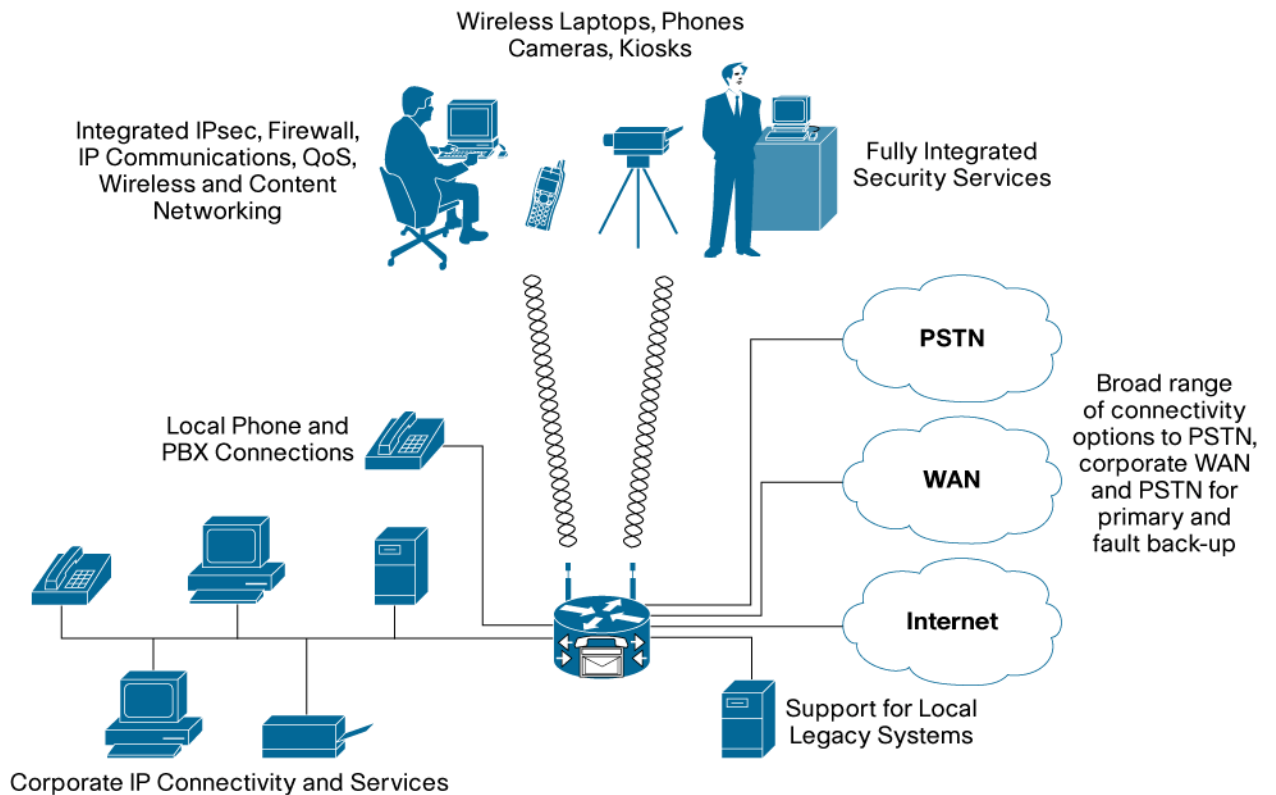 Wireless Laptops, Phones
Cameras, Kiosks
Integrated IPsec, Firewall,
IP Communications, QoS,
Wireless and Content
Networking
Fully Integrated
Security Services
PSTN
Broad range
of connectivity
options to PSTN,
corporate WAN
and PSTN for
primary and
fault back-up
Local Phone and
PBX Connections
WAN
Internet
Support for Local
Legacy Systems
Corporate IP Connectivity and Services